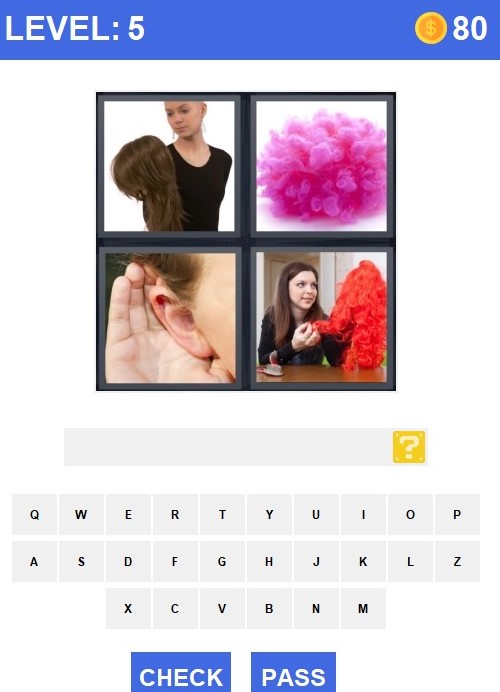 LEVEL: 5
$ 80
?
Q W E R T Y U I O P
A S D F G H J K L Z
X C V B N M
CHECK PASS